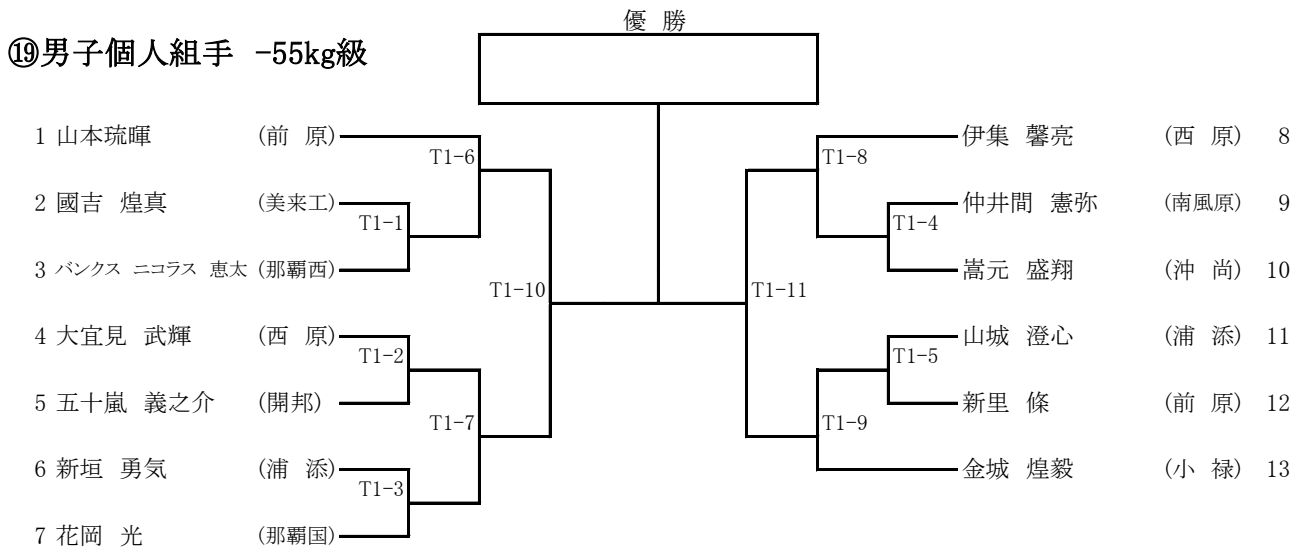 優 勝
⑲男子個人組手 -55kg級
1 山本琉暉 (前 原)
T1-6
2 國吉 煌真 (美来工)
T1-1
3 バンクス ニコラス 恵太 (那覇西)
T1-10
4 大宜見 武輝 (西 原)
T1-2
5 五十嵐 義之介 (開邦)
T1-7
6 新垣 勇気 (浦 添)
T1-3
7 花岡 光 (那覇国)
伊集 馨亮 (西 原) 8
T1-8
仲井間 憲弥 (南風原) 9
T1-4
嵩元 盛翔 (沖 尚) 10
T1-11
山城 澄心 (浦 添) 11
T1-5
新里 條 (前 原) 12
T1-9
金城 煌毅 (小 禄) 13